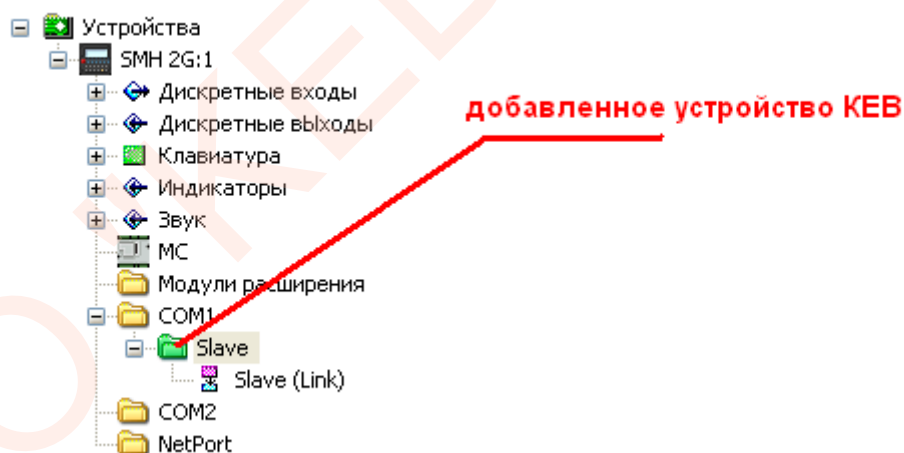 Устройства
SMH 2G:1
Дискретные входы
добавленное устройство KEB
Дискретные вЫходы
Клавиатура
Индикаторы
Звук
MC
Модули расширения
COM1
Slave
Slave (Link)
COM2
NetPort